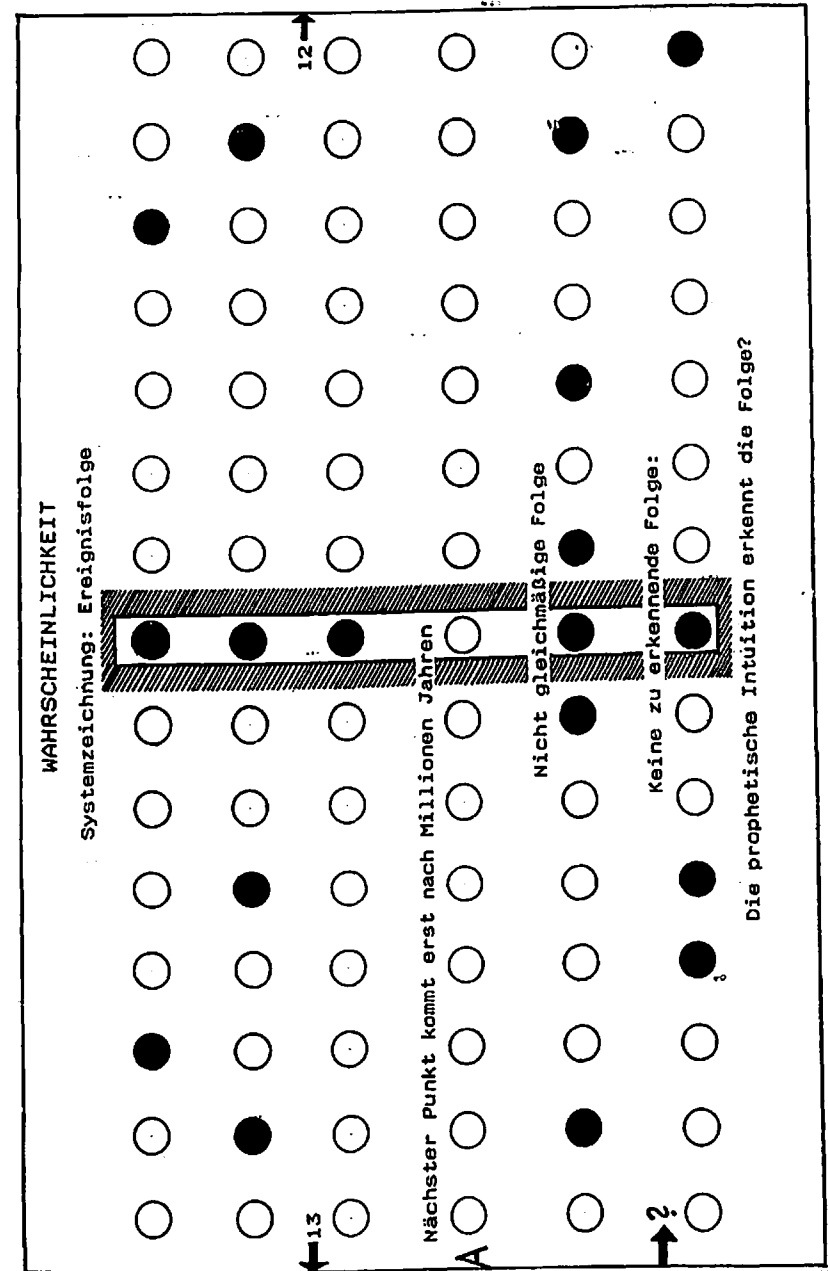 WAHRSCHEINLICHKEIT
Systemzeichnung: Ereignisfolge
13
12
Nächster Punkt kommt erst nach Millionen Jahren
A
Nicht gleichmäßige Folge
Keine zu erkennende Folge:
?
Die prophetische Intuition erkennt die Folge?